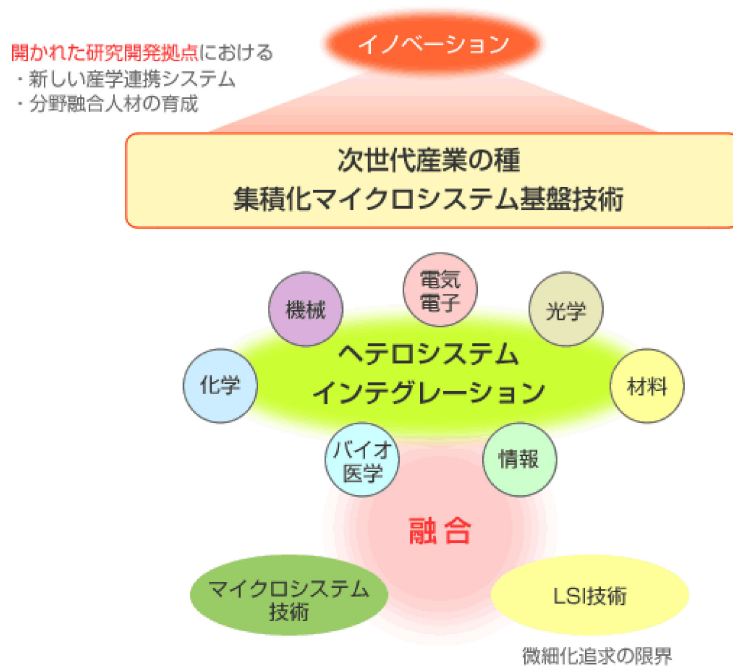 イノベーション
開かれた研究開発拠点における
・新しい産学連携システム
・分野融合人材の育成
次世代産業の種
集積化マイクロシステム基盤技術
電気
電子
機械
光学
ヘテロシステム
インテグレーション
化学
材料
バイオ
医学
情報
融合
マイクロシステム
技術
LSI技術
微細化追求の限界